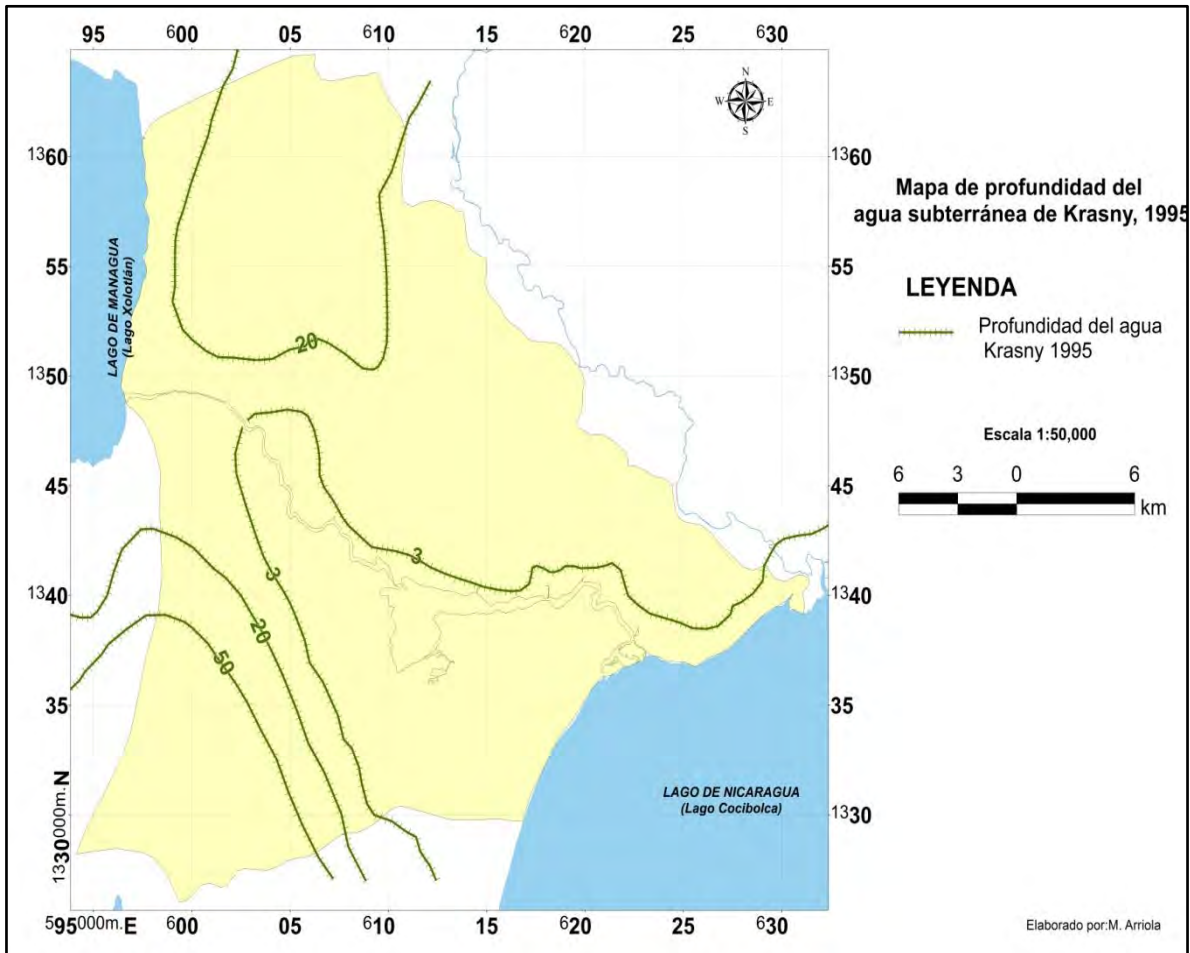 95 ⁶00 05 ⁶10 15 ⁶20 25 ⁶30
N
W E
S
¹³60 ¹³60
Mapa de profundidad del
agua subterránea de Krasny, 1995
LAGO DE MANAGUA
(Lago Xolotlán)
55 55
LEYENDA
Profundidad del agua
Krasny 1995
20
¹³50 ¹³50
Escala 1:50,000
45 45
6 3 0 6
km
3
3
¹³40 ¹³40
20
50
35 35
LAGO DE NICARAGUA
(Lago Cocibolca)
¹³30⁰⁰⁰m.N ¹³30
⁵95⁰⁰⁰m.E ⁶00 05 ⁶10 15 ⁶20 25 ⁶30
Elaborado por:M. Arriola